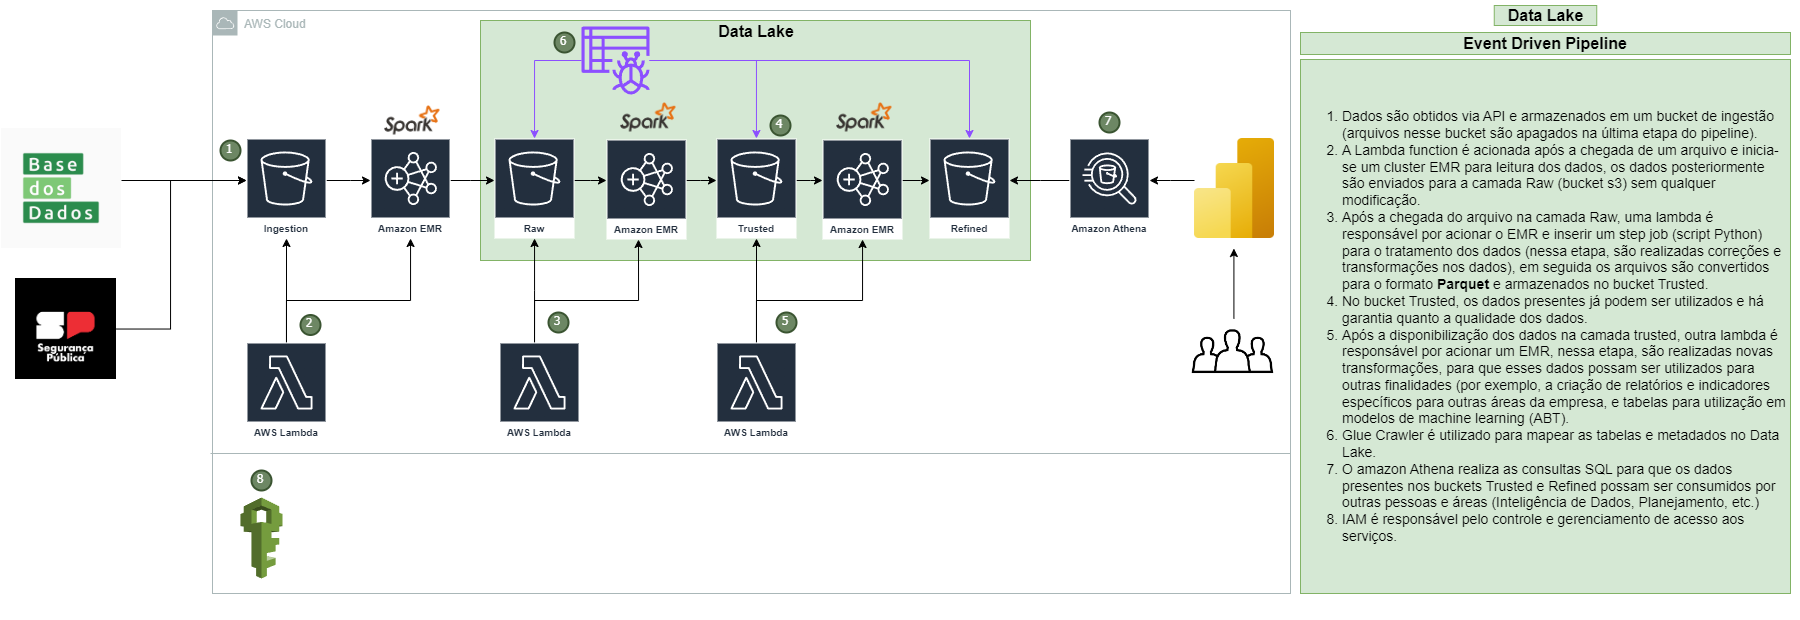 AWS Cloud
Data Lake
6
Spark
Spark
Spark
1
4
7
Base
dos
Dados
Ingestion
Amazon EMR
Raw
Amazon EMR
Trusted
Amazon EMR
Refined
Amazon Athena
SP
Segurança
Pública
2
3
5
AWS Lambda
AWS Lambda
AWS Lambda
8
Data Lake
Event Driven Pipeline
1. Dados são obtidos via API e armazenados em um bucket de ingestão
(arquivos nesse bucket são apagados na última etapa do pipeline).
2. A Lambda function é acionada após a chegada de um arquivo e inicia-
se um cluster EMR para leitura dos dados, os dados posteriormente
são enviados para a camada Raw (bucket s3) sem qualquer
modificação.
3. Após a chegada do arquivo na camada Raw, uma lambda é
responsável por acionar o EMR e inserir um step job (script Python)
para o tratamento dos dados (nessa etapa, são realizadas correções e
transformações nos dados), em seguida os arquivos são convertidos
para o formato Parquet e armazenados no bucket Trusted.
4. No bucket Trusted, os dados presentes já podem ser utilizados e há
garantia quanto a qualidade dos dados.
5. Após a disponibilização dos dados na camada trusted, outra lambda é
responsável por acionar um EMR, nessa etapa, são realizadas novas
transformações, para que esses dados possam ser utilizados para
outras finalidades (por exemplo, a criação de relatórios e indicadores
específicos para outras áreas da empresa, e tabelas para utilização em
modelos de machine learning (ABT).
6. Glue Crawler é utilizado para mapear as tabelas e metadados no Data
Lake.
7. O amazon Athena realiza as consultas SQL para que os dados
presentes nos buckets Trusted e Refined possam ser consumidos por
outras pessoas e áreas (Inteligência de Dados, Planejamento, etc.)
8. IAM é responsável pelo controle e gerenciamento de acesso aos
serviços.